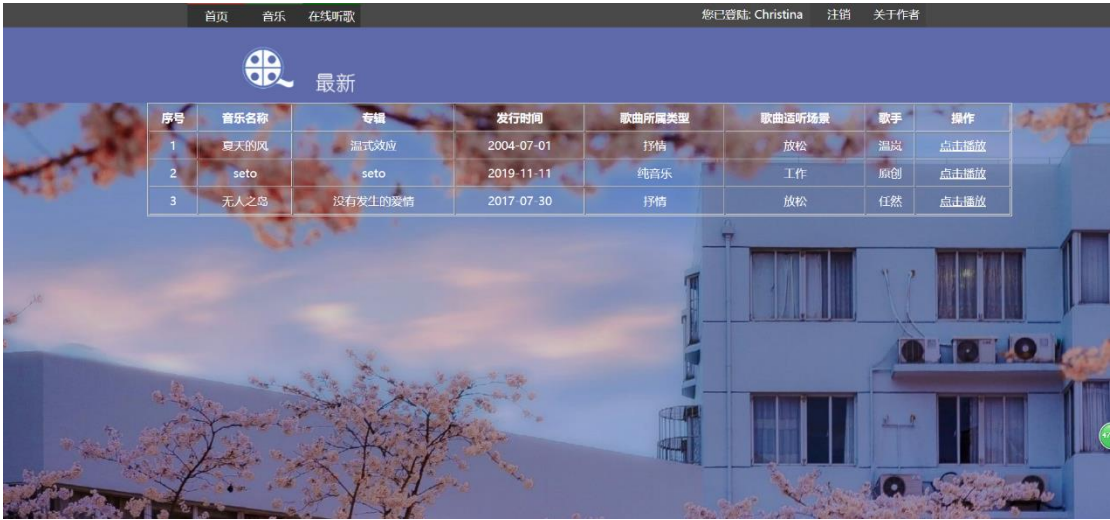 首页 音乐 在线听歌 您已登陆: Christina 注销 关于作者
最新
序号 音乐名称 专辑 发行时间 歌曲所属类型 歌曲适听场景 歌手 操作
1 夏天的风 温式效应 2004-07-01 抒情 放松 温岚 点击播放
2 seto seto 2019-11-11 纯音乐 工作 原创 点击播放
3 无人之岛 没有发生的爱情 2017-07-30 抒情 放松 任然 点击播放